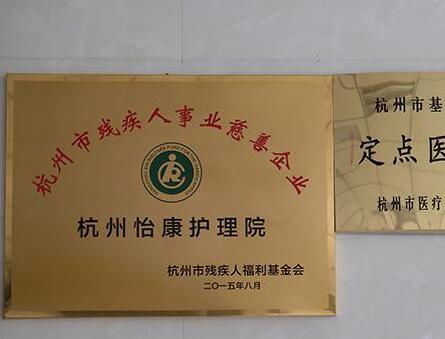 杭州市残疾人事业慈善企业
杭州怡康护理院
杭州市残疾人福利基金会
二〇一五年八月
杭州市基
定点医
杭州市医疗